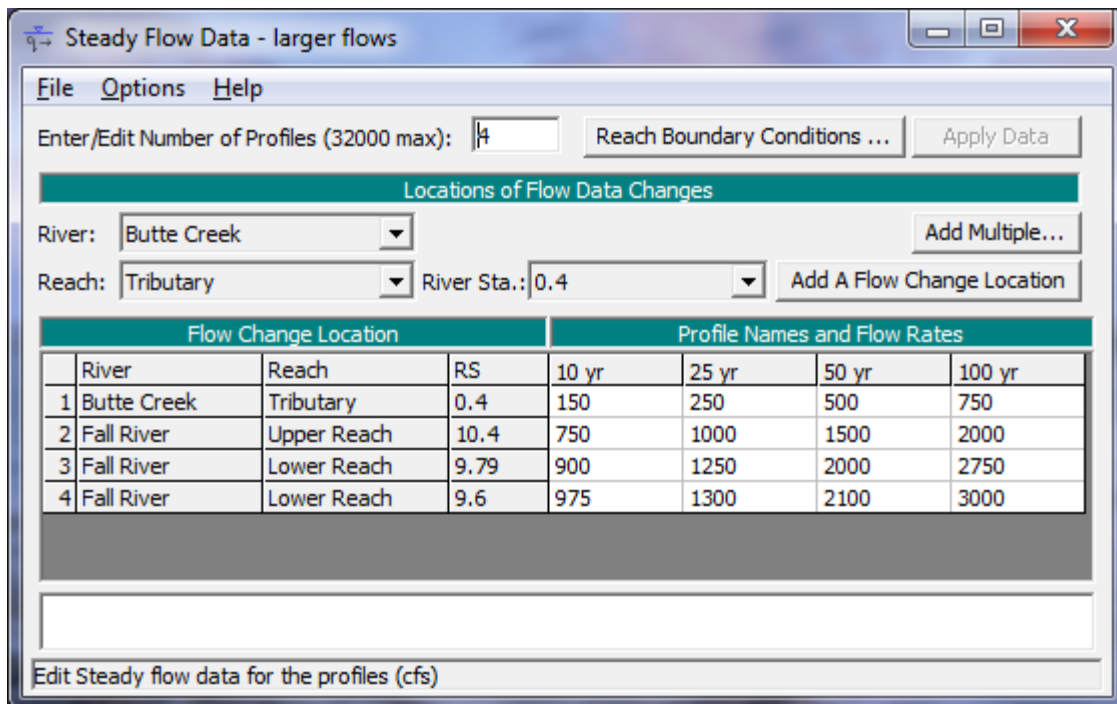 Steady Flow Data - larger flows
File Options Help
Enter/Edit Number of Profiles (32000 max): 4 Reach Boundary Conditions ... Apply Data
Locations of Flow Data Changes
River: Butte Creek Add Multiple...
Reach: Tributary River Sta.: 0.4 Add A Flow Change Location
Flow Change Location Profile Names and Flow Rates
River Reach RS 10 yr 25 yr 50 yr 100 yr
1 Butte Creek Tributary 0.4 150 250 500 750
2 Fall River Upper Reach 10.4 750 1000 1500 2000
3 Fall River Lower Reach 9.79 900 1250 2000 2750
4 Fall River Lower Reach 9.6 975 1300 2100 3000
Edit Steady flow data for the profiles (cfs)